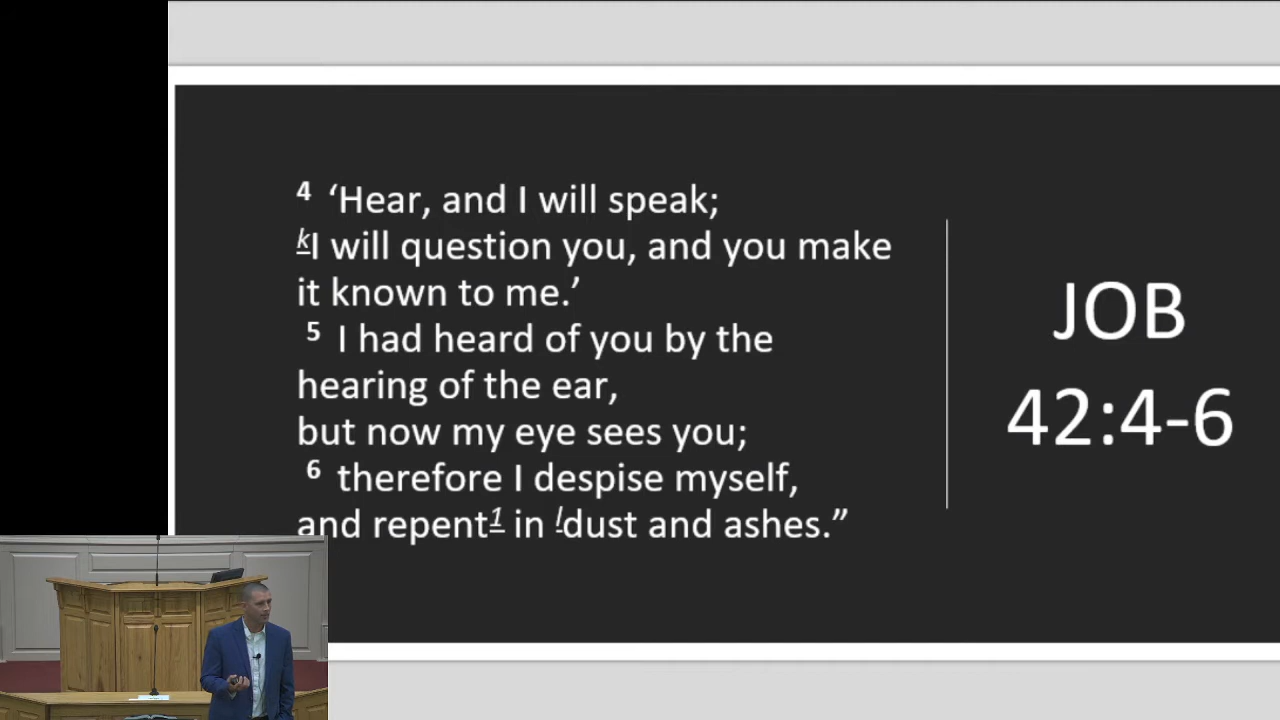 4 ‘Hear, and I will speak;
kI will question you, and you make
it known to me.’
5 I had heard of you by the
hearing of the ear,
but now my eye sees you;
6 therefore I despise myself,
and repent1 in ldust and ashes.”
JOB
42:4-6